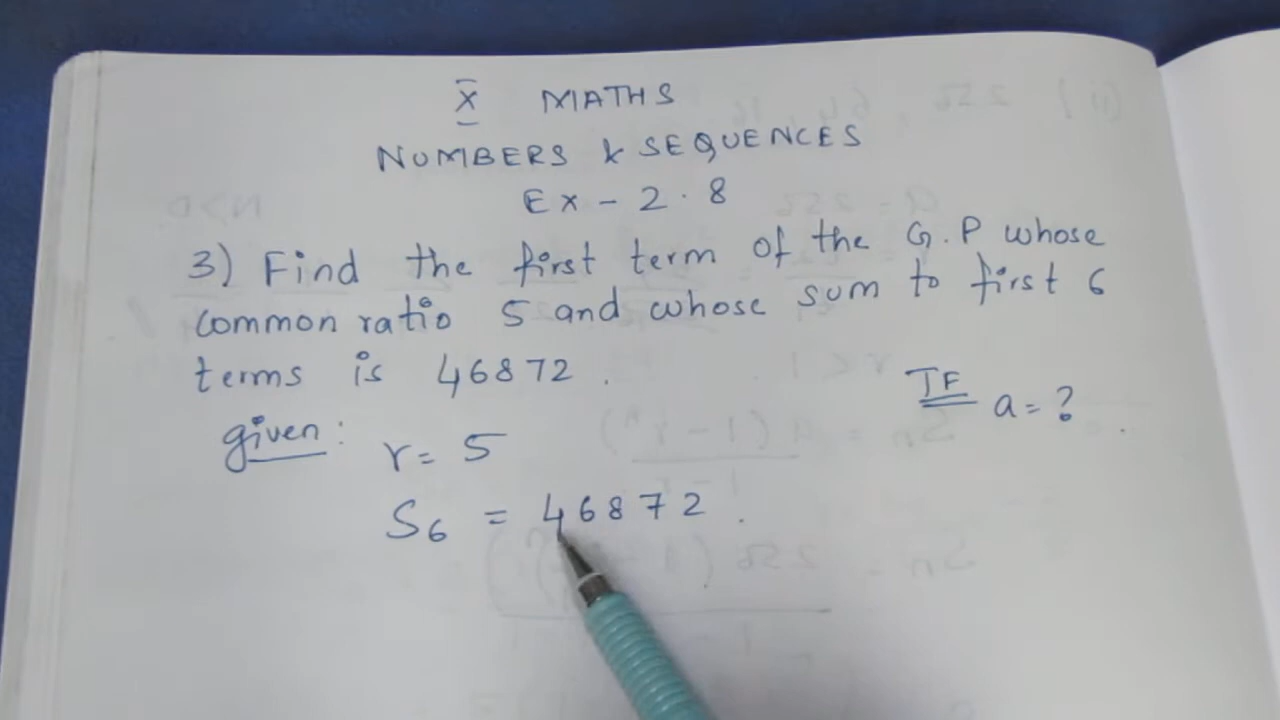 X MATHS
NUMBERS & SEQUENCES
Ex - 2.8
3) Find the first term of the G.P whose
common ratio 5 and whose sum to first 6
terms is 46872.
TF a = ?
given: r = 5
S₆ = 46872.